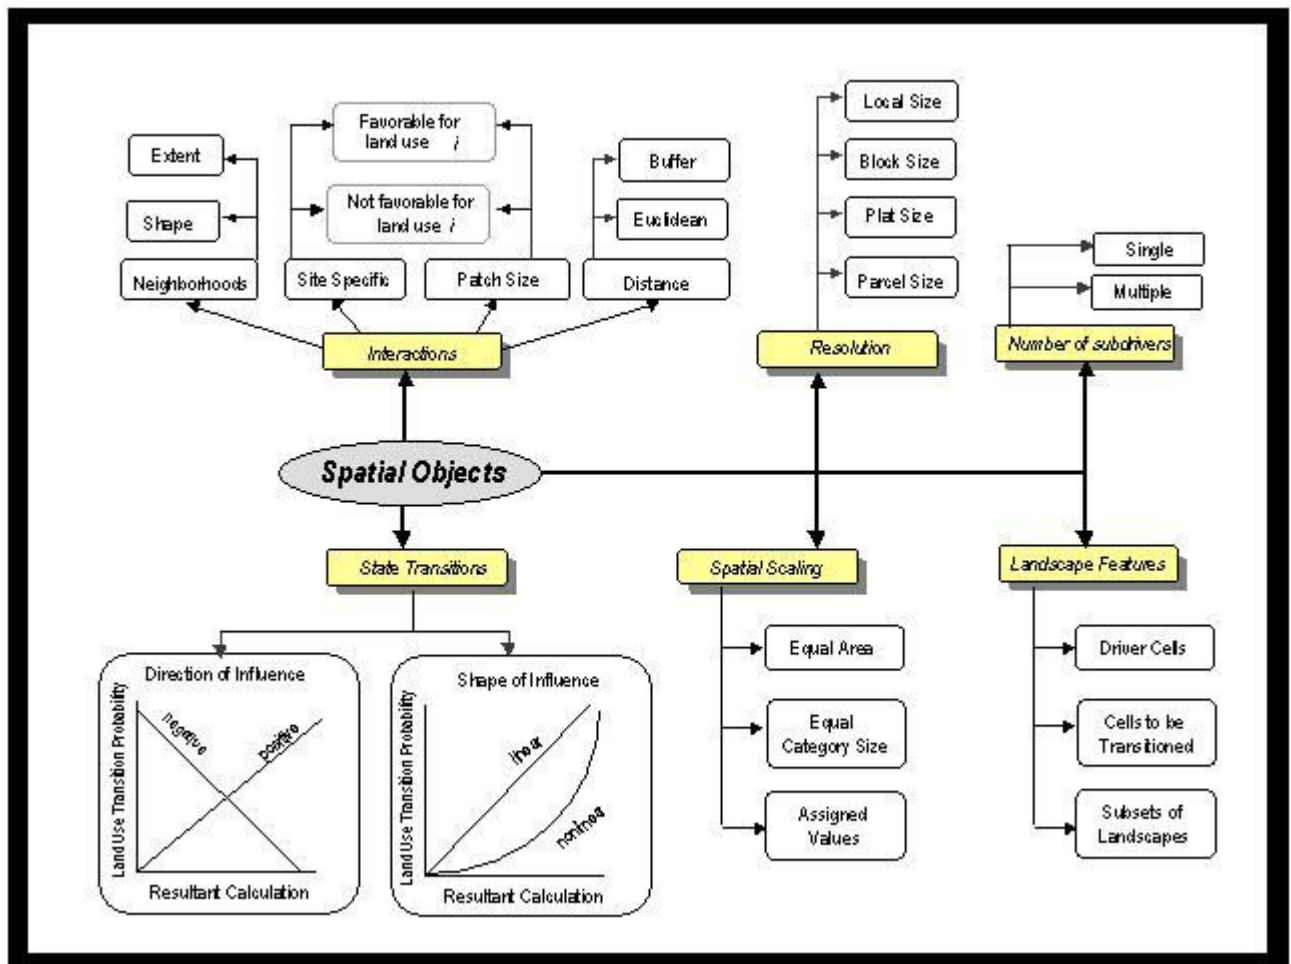 Local Size
Favorable for
land use i
Extent
Buffer
Block Size
Not favorable for
land use i
Shape
Euclidean
Plat Size
Single
Neighborhoods
Site Specific
Patch Size
Distance
Parcel Size
Multiple
Interactions
Resolution
Number of subdrivers
Spatial Objects
State Transitions
Spatial Scaling
Landscape Features
Direction of Influence
Land Use Transition Probability
negative
positive
Resultant Calculation
Shape of Influence
Land Use Transition Probability
linear
nonlinear
Resultant Calculation
Equal Area
Equal
Category Size
Assigned
Values
Driver Cells
Cells to be
Transitioned
Subsets of
Landscapes